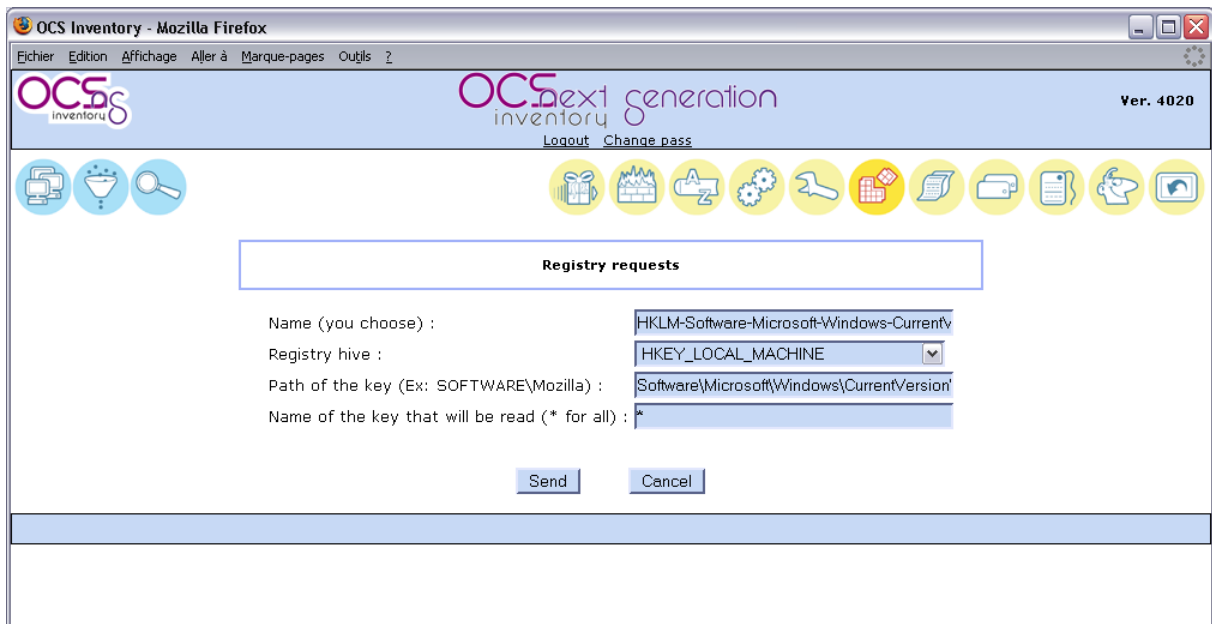 OCS Inventory - Mozilla Firefox
Fichier Edition Affichage Aller à Marque-pages Outils ?
OCS ng inventory
OCS inventory next generation
Ver. 4020
Logout Change pass
A Z
Registry requests
Name (you choose) : HKLM-Software-Microsoft-Windows-Current
Registry hive : HKEY_LOCAL_MACHINE
Path of the key (Ex: SOFTWARE\Mozilla) : Software\Microsoft\Windows\CurrentVersion
Name of the key that will be read (* for all) : *
Send Cancel